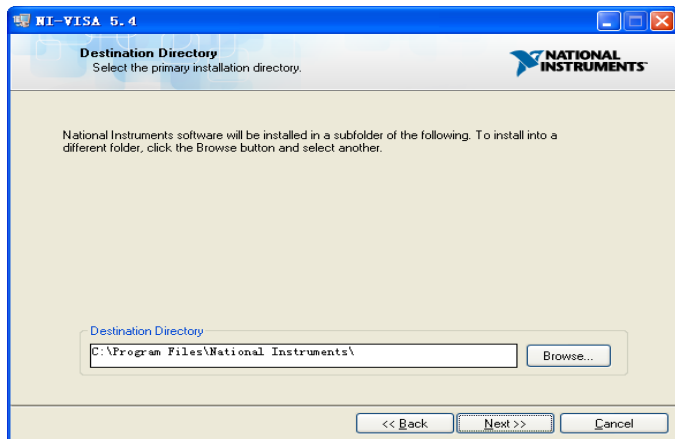 NI-VISA 5.4
Destination Directory
Select the primary installation directory.
NATIONAL
INSTRUMENTS
National Instruments software will be installed in a subfolder of the following. To install into a
different folder, click the Browse button and select another.
Destination Directory
C:\Program Files\National Instruments\
Browse...
<< Back
Next >>
Cancel